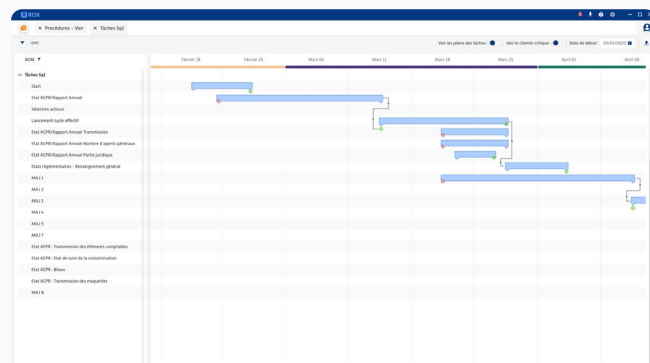 ROK
Procédures - Voir
Tâches Sq1
Voir les jalons des tâches :
Voir le chemin critique :
Date de début : 03/02/2020
NOM
Février 18
Février 25
Mars 04
Mars 11
Mars 18
Mars 25
Avril 02
Avril 08
Tâches Sq1
Start
Etat ACPR/Rapport Annuel
Sélection acteurs
Lancement cycle effectif
Etat ACPR/Rapport Annuel Transmission
Etat ACPR/Rapport Annuel Nombre d'agents généraux
Etat ACPR/Rapport Annuel Partie juridique
Etats réglementaires - Renseignement général
MAJ 1
MAJ 2
MAJ 3
MAJ 4
MAJ 5
MAJ 7
Etat ACPR : Transmission des éléments comptables
Etat ACPR : Etat de suivi de la consommation
Etat ACPR : Bilans
Etat ACPR : Transmission des maquettes
MAJ 8